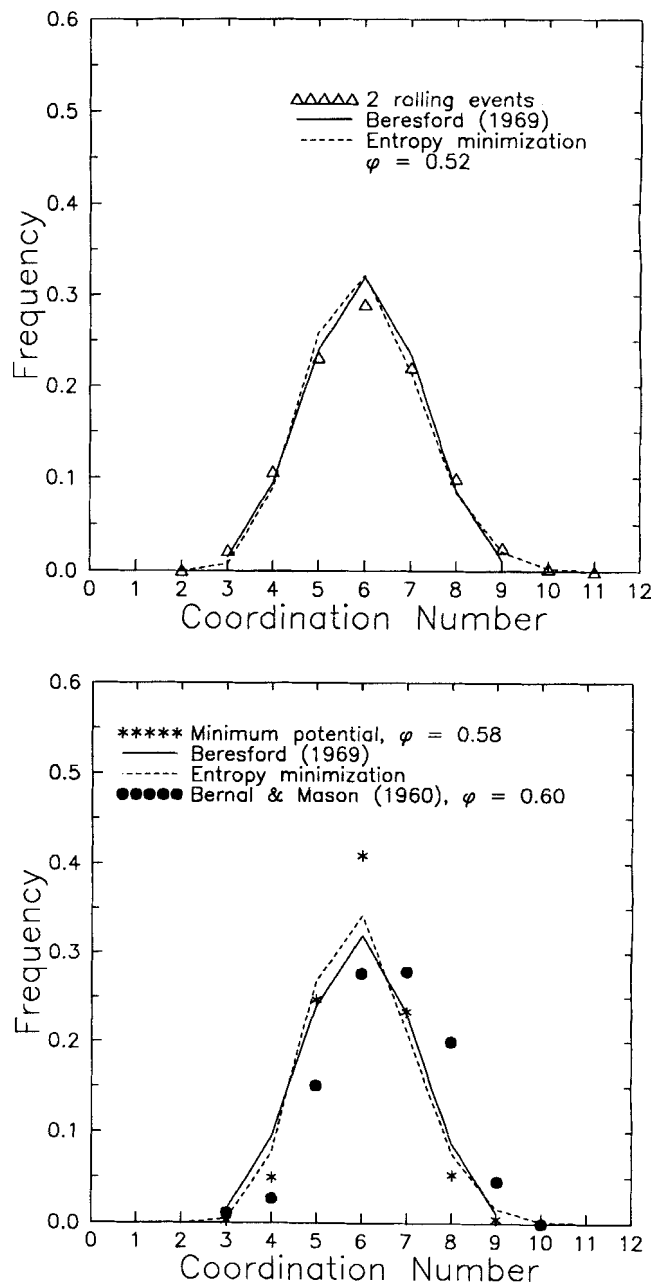 0.6
△△△△△ 2 rolling events
Beresford (1969)
Entropy minimization
φ = 0.52
0.5
0.4
0.3
0.2
0.1
0.0
Frequency
0 1 2 3 4 5 6 7 8 9 10 11 12
Coordination Number
0.6
***** Minimum potential, φ = 0.58
Beresford (1969)
Entropy minimization
●●●●● Bernal & Mason (1960), φ = 0.60
0.5
0.4
0.3
0.2
0.1
0.0
Frequency
0 1 2 3 4 5 6 7 8 9 10 11 12
Coordination Number